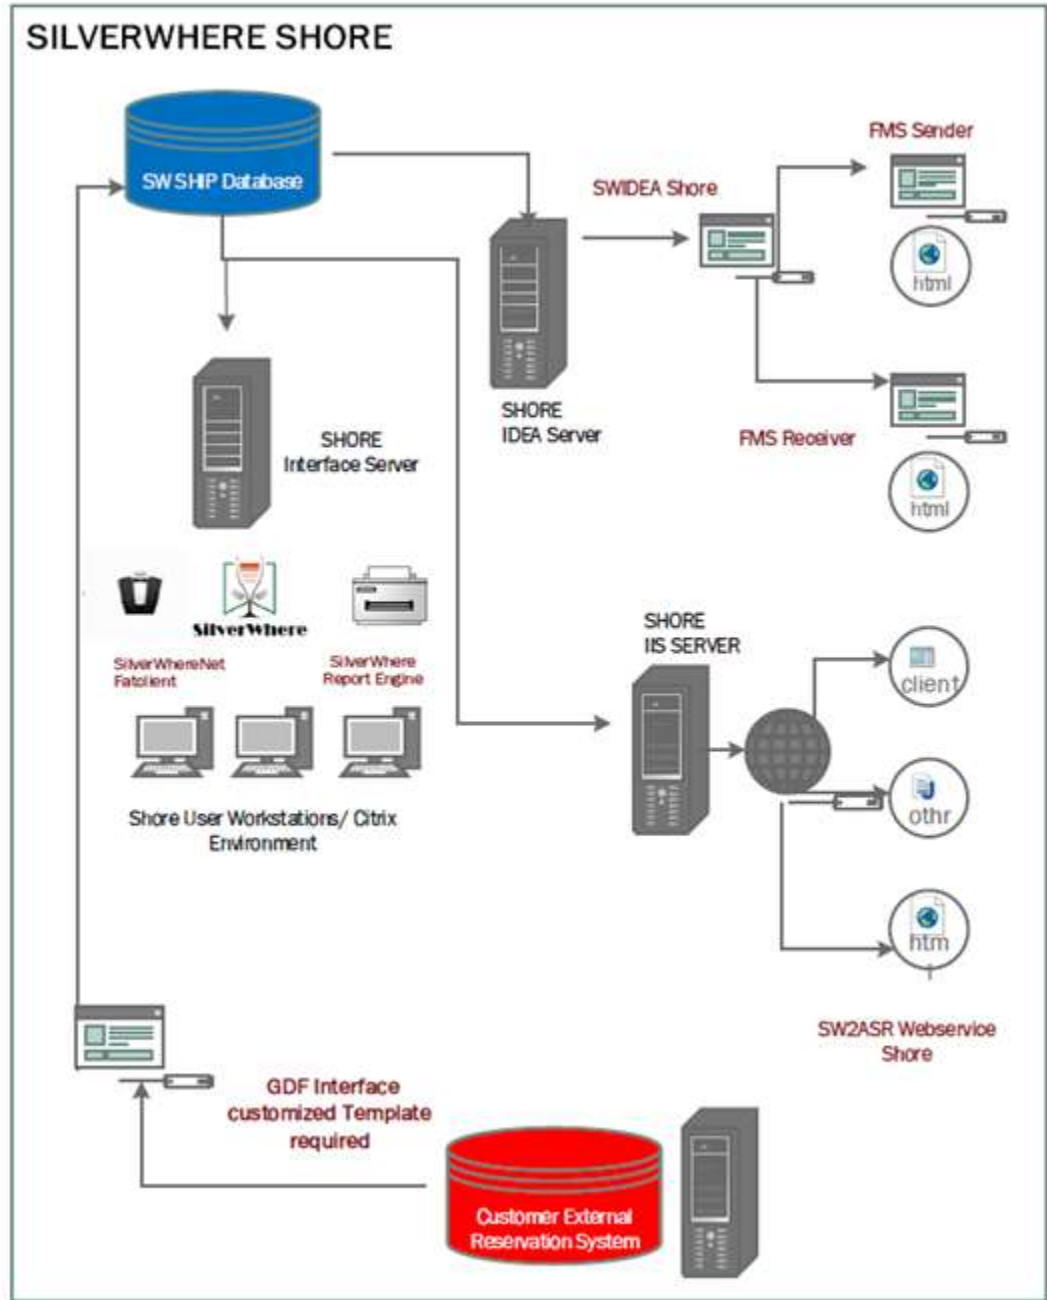 SILVERWHERE SHORE
SW SHIP Database
FMS Sender
SWIDEA Shore
html
SHORE
IDEA Server
FMS Receiver
html
SHORE
Interface Server
SilverWhere
SilverWhereNet
Fatclient
SilverWhere
Report Engine
Shore User Workstations/ Citrix
Environment
SHORE
IIS SERVER
client
othr
htm
SW2ASR Webservice
Shore
GDF Interface
customized Template
required
Customer External
Reservation System